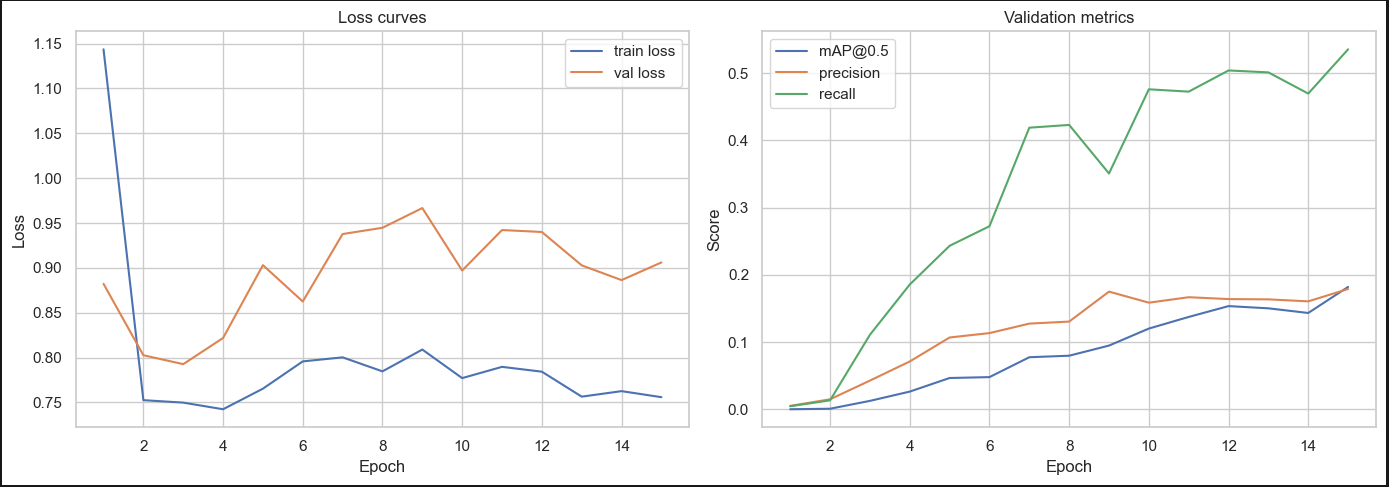 Loss curves
1.15
1.10
1.05
1.00
0.95
0.90
0.85
0.80
0.75
Loss
train loss
val loss
2 4 6 8 10 12 14
Epoch
Validation metrics
0.5
0.4
0.3
0.2
0.1
0.0
Score
mAP@0.5
precision
recall
2 4 6 8 10 12 14
Epoch